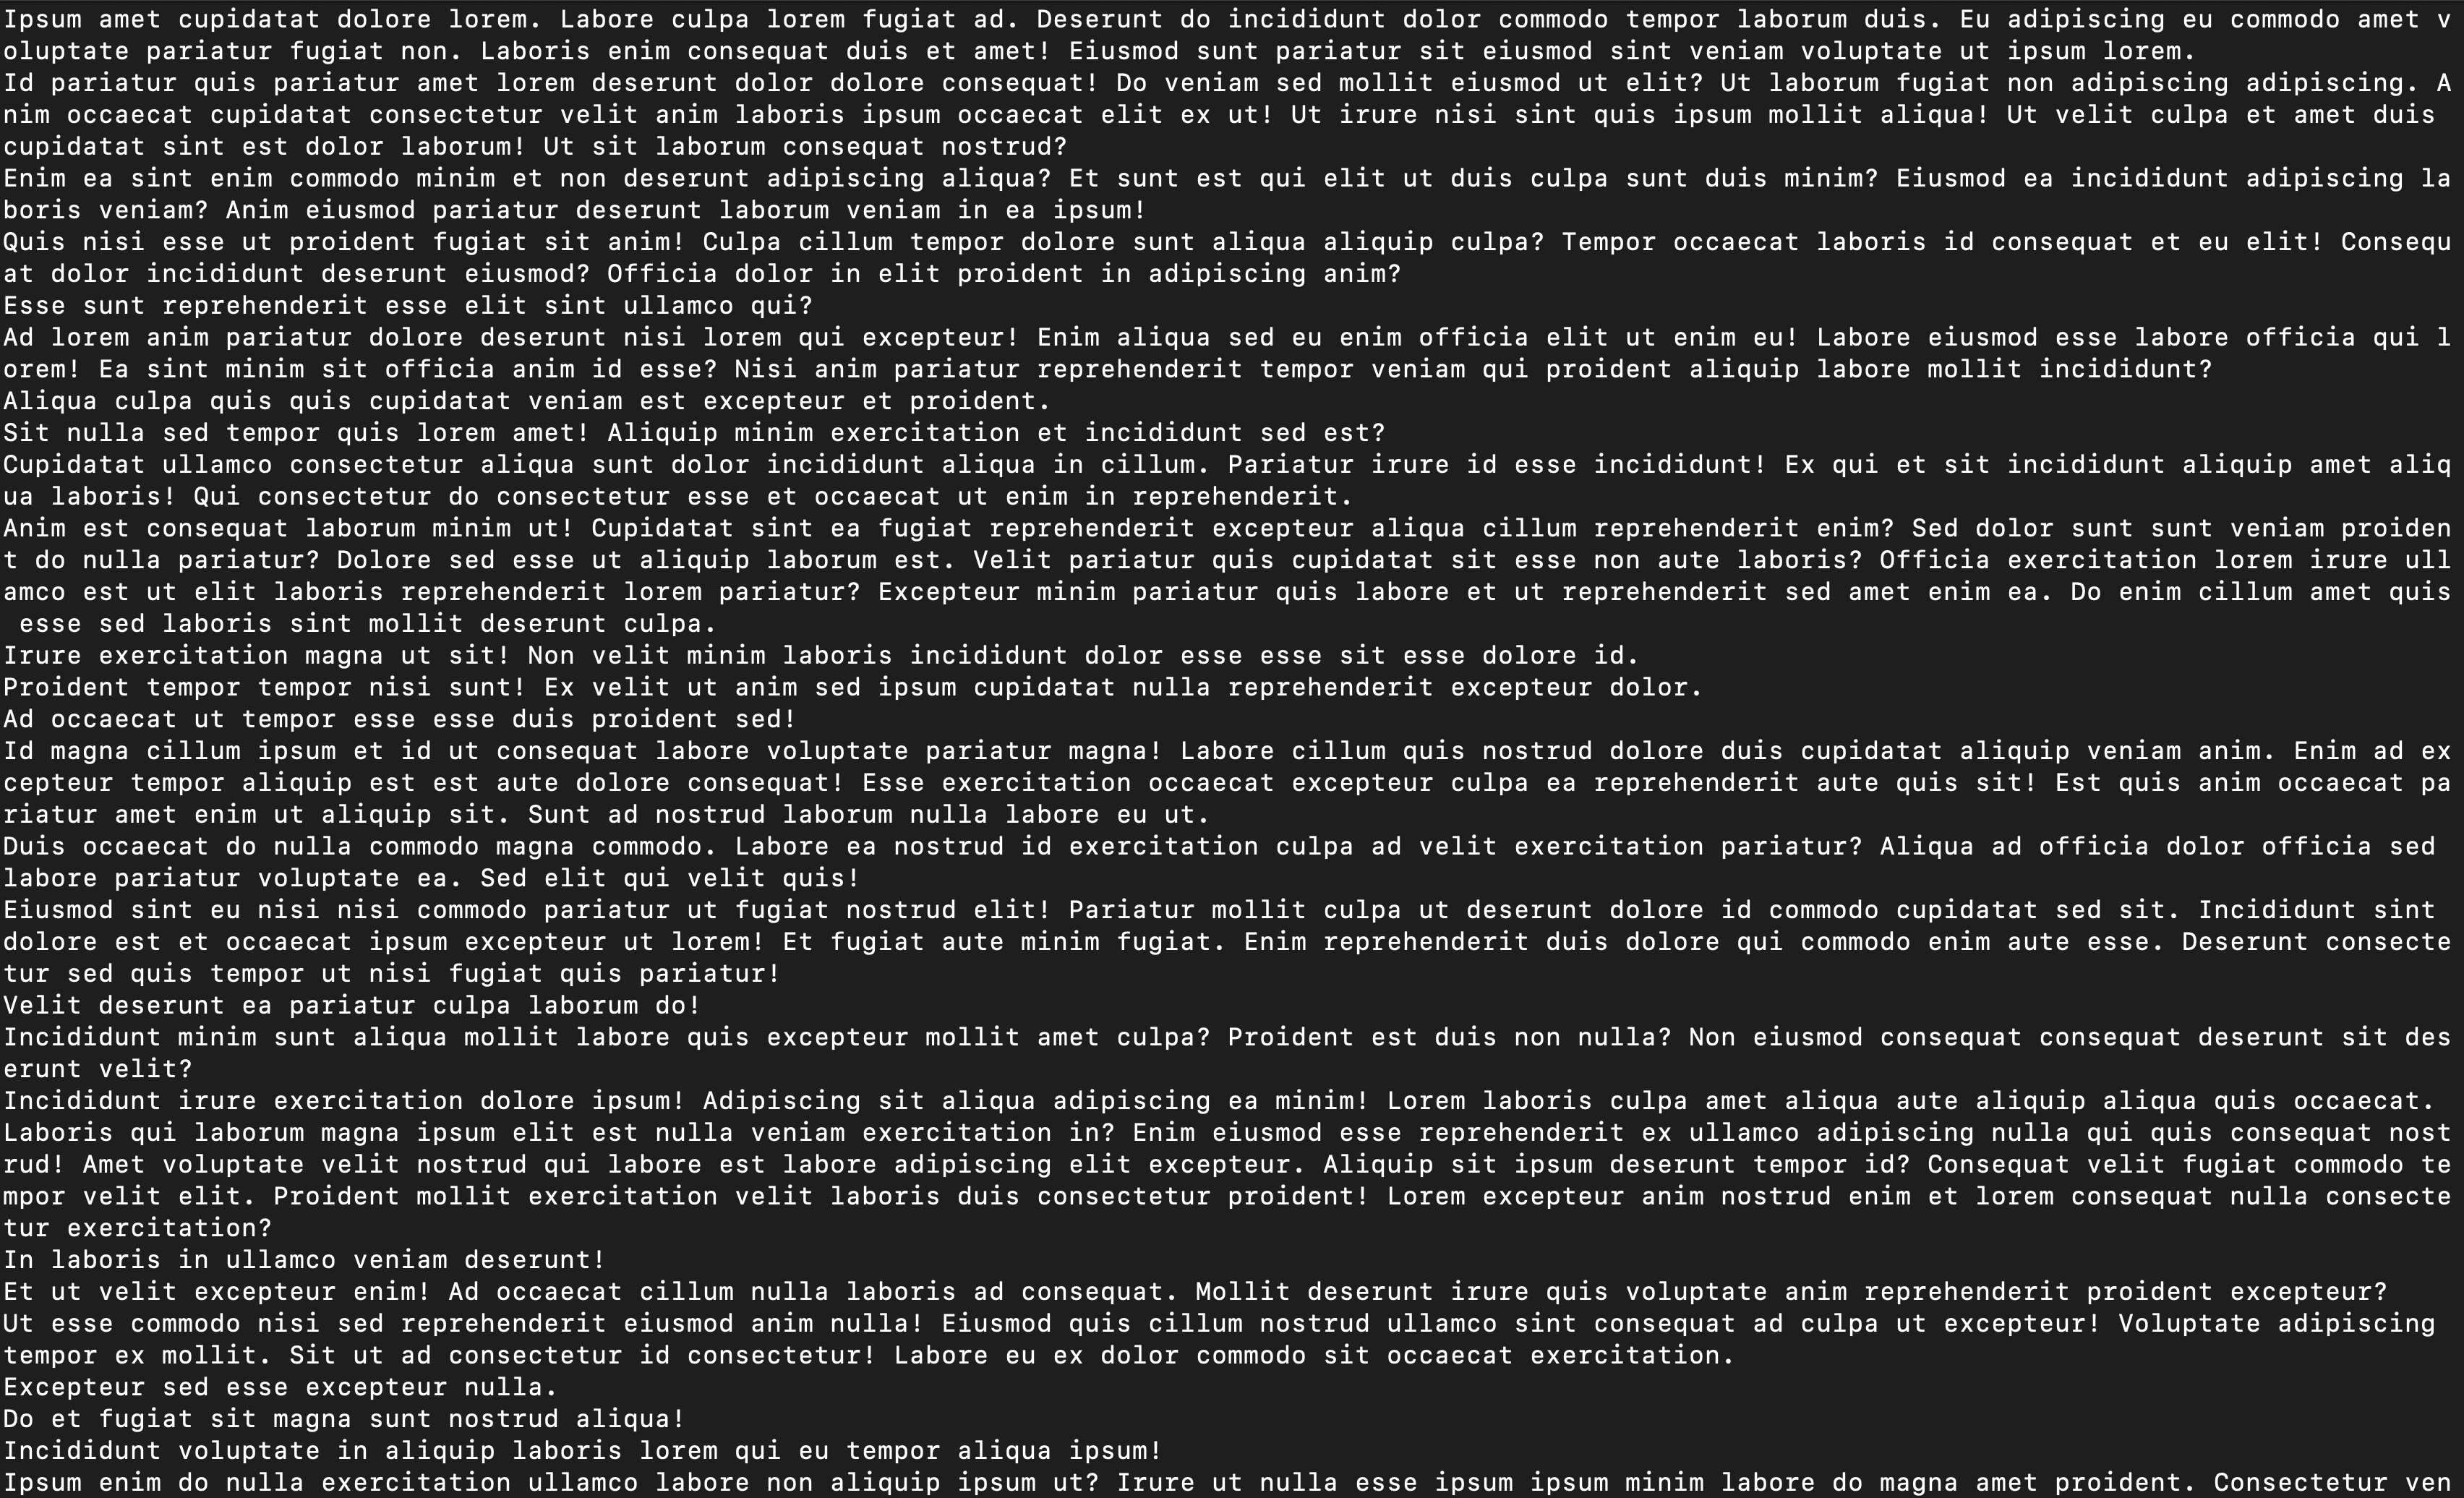 Ipsum amet cupidatat dolore lorem. Labore culpa lorem fugiat ad. Deserunt do incididunt dolor commodo tempor laborum duis. Eu adipiscing eu commodo amet v
oluptate pariatur fugiat non. Laboris enim consequat duis et amet! Eiusmod sunt pariatur sit eiusmod sint veniam voluptate ut ipsum lorem.
Id pariatur quis pariatur amet lorem deserunt dolor dolore consequat! Do veniam sed mollit eiusmod ut elit? Ut laborum fugiat non adipiscing adipiscing. A
nim occaecat cupidatat consectetur velit anim laboris ipsum occaecat elit ex ut! Ut irure nisi sint quis ipsum mollit aliqua! Ut velit culpa et amet duis
cupidatat sint est dolor laborum! Ut sit laborum consequat nostrud?
Enim ea sint enim commodo minim et non deserunt adipiscing aliqua? Et sunt est qui elit ut duis culpa sunt duis minim? Eiusmod ea incididunt adipiscing la
boris veniam? Anim eiusmod pariatur deserunt laborum veniam in ea ipsum!
Quis nisi esse ut proident fugiat sit anim! Culpa cillum tempor dolore sunt aliqua aliquip culpa? Tempor occaecat laboris id consequat et eu elit! Consequ
at dolor incididunt deserunt eiusmod? Officia dolor in elit proident in adipiscing anim?
Esse sunt reprehenderit esse elit sint ullamco qui?
Ad lorem anim pariatur dolore deserunt nisi lorem qui excepteur! Enim aliqua sed eu enim officia elit ut enim eu! Labore eiusmod esse labore officia qui l
orem! Ea sint minim sit officia anim id esse? Nisi anim pariatur reprehenderit tempor veniam qui proident aliquip labore mollit incididunt?
Aliqua culpa quis quis cupidatat veniam est excepteur et proident.
Sit nulla sed tempor quis lorem amet! Aliquip minim exercitation et incididunt sed est?
Cupidatat ullamco consectetur aliqua sunt dolor incididunt aliqua in cillum. Pariatur irure id esse incididunt! Ex qui et sit incididunt aliquip amet aliq
ua laboris! Qui consectetur do consectetur esse et occaecat ut enim in reprehenderit.
Anim est consequat laborum minim ut! Cupidatat sint ea fugiat reprehenderit excepteur aliqua cillum reprehenderit enim? Sed dolor sunt sunt veniam proiden
t do nulla pariatur? Dolore sed esse ut aliquip laborum est. Velit pariatur quis cupidatat sit esse non aute laboris? Officia exercitation lorem irure ull
amco est ut elit laboris reprehenderit lorem pariatur? Excepteur minim pariatur quis labore et ut reprehenderit sed amet enim ea. Do enim cillum amet quis
 esse sed laboris sint mollit deserunt culpa.
Irure exercitation magna ut sit! Non velit minim laboris incididunt dolor esse esse sit esse dolore id.
Proident tempor tempor nisi sunt! Ex velit ut anim sed ipsum cupidatat nulla reprehenderit excepteur dolor.
Ad occaecat ut tempor esse esse duis proident sed!
Id magna cillum ipsum et id ut consequat labore voluptate pariatur magna! Labore cillum quis nostrud dolore duis cupidatat aliquip veniam anim. Enim ad ex
cepteur tempor aliquip est est aute dolore consequat! Esse exercitation occaecat excepteur culpa ea reprehenderit aute quis sit! Est quis anim occaecat pa
riatur amet enim ut aliquip sit. Sunt ad nostrud laborum nulla labore eu ut.
Duis occaecat do nulla commodo magna commodo. Labore ea nostrud id exercitation culpa ad velit exercitation pariatur? Aliqua ad officia dolor officia sed
labore pariatur voluptate ea. Sed elit qui velit quis!
Eiusmod sint eu nisi nisi commodo pariatur ut fugiat nostrud elit! Pariatur mollit culpa ut deserunt dolore id commodo cupidatat sed sit. Incididunt sint
dolore est et occaecat ipsum excepteur ut lorem! Et fugiat aute minim fugiat. Enim reprehenderit duis dolore qui commodo enim aute esse. Deserunt consecte
tur sed quis tempor ut nisi fugiat quis pariatur!
Velit deserunt ea pariatur culpa laborum do!
Incididunt minim sunt aliqua mollit labore quis excepteur mollit amet culpa? Proident est duis non nulla? Non eiusmod consequat consequat deserunt sit des
erunt velit?
Incididunt irure exercitation dolore ipsum! Adipiscing sit aliqua adipiscing ea minim! Lorem laboris culpa amet aliqua aute aliquip aliqua quis occaecat.
Laboris qui laborum magna ipsum elit est nulla veniam exercitation in? Enim eiusmod esse reprehenderit ex ullamco adipiscing nulla qui quis consequat nost
rud! Amet voluptate velit nostrud qui labore est labore adipiscing elit excepteur. Aliquip sit ipsum deserunt tempor id? Consequat velit fugiat commodo te
mpor velit elit. Proident mollit exercitation velit laboris duis consectetur proident! Lorem excepteur anim nostrud enim et lorem consequat nulla consecte
tur exercitation?
In laboris in ullamco veniam deserunt!
Et ut velit excepteur enim! Ad occaecat cillum nulla laboris ad consequat. Mollit deserunt irure quis voluptate anim reprehenderit proident excepteur?
Ut esse commodo nisi sed reprehenderit eiusmod anim nulla! Eiusmod quis cillum nostrud ullamco sint consequat ad culpa ut excepteur! Voluptate adipiscing
tempor ex mollit. Sit ut ad consectetur id consectetur! Labore eu ex dolor commodo sit occaecat exercitation.
Excepteur sed esse excepteur nulla.
Do et fugiat sit magna sunt nostrud aliqua!
Incididunt voluptate in aliquip laboris lorem qui eu tempor aliqua ipsum!
Ipsum enim do nulla exercitation ullamco labore non aliquip ipsum ut? Irure ut nulla esse ipsum ipsum minim labore do magna amet proident. Consectetur ven